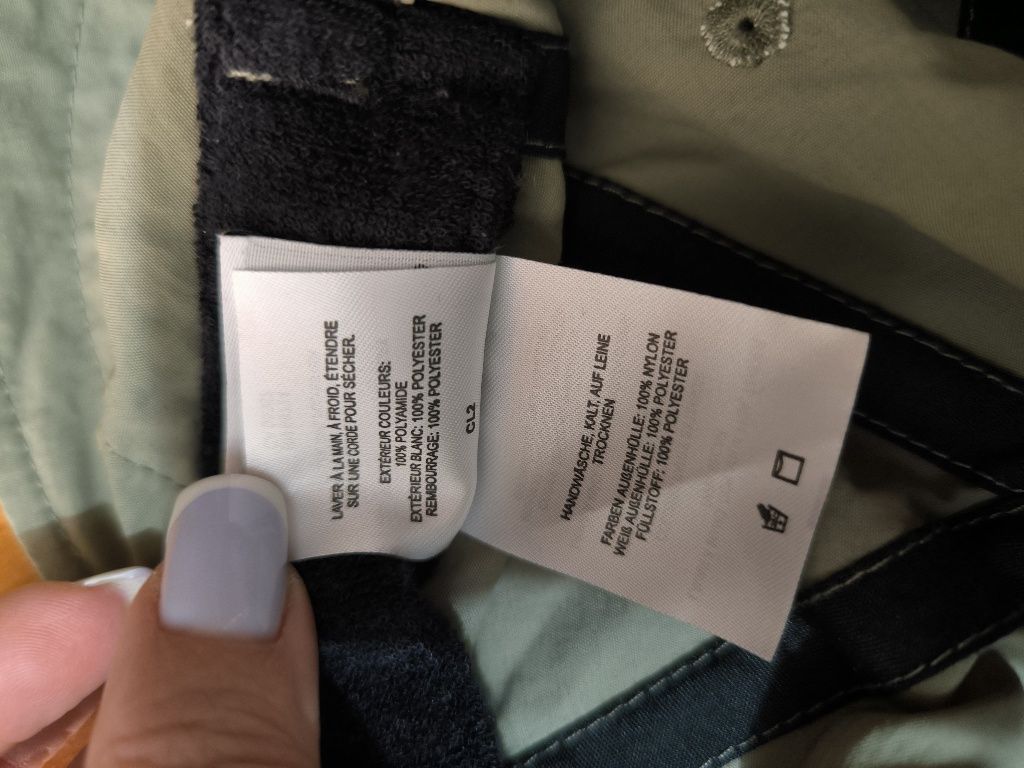 LAVER À LA MAIN, À FROID, ÉTENDRE
SUR UNE CORDE POUR SÉCHER.
EXTÉRIEUR COULEURS:
100% POLYAMIDE
EXTÉRIEUR BLANC: 100% POLYESTER
REMBOURRAGE: 100% POLYESTER
CL2
HANDWÄSCHE, KALT, AUF LEINE
TROCKNEN
FARBEN AUßENHÜLLE: 100% NYLON
WEIß AUßENHÜLLE: 100% POLYESTER
FÜLLSTOFF: 100% POLYESTER